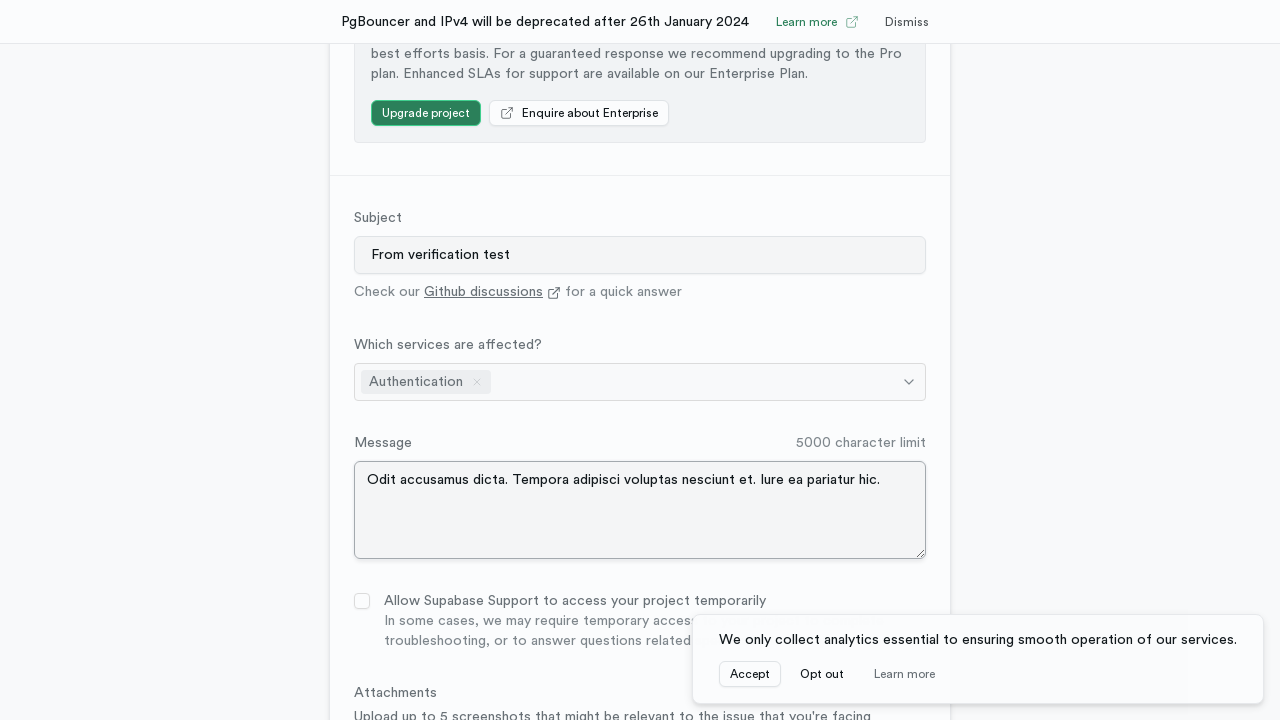 PgBouncer and IPv4 will be deprecated after 26th January 2024
Learn more
Dismiss
best efforts basis. For a guaranteed response we recommend upgrading to the Pro
plan. Enhanced SLAs for support are available on our Enterprise Plan.
Upgrade project
Enquire about Enterprise
Subject
From verification test
Check our Github discussions for a quick answer
Which services are affected?
Authentication
Message
5000 character limit
Odit accusamus dicta. Tempora adipisci voluptas nesciunt et. Iure ea pariatur hic.
Allow Supabase Support to access your project temporarily
In some cases, we may require temporary access
troubleshooting, or to answer questions related
Attachments
Upload up to 5 screenshots that might be relevant to the issue that you're facing
We only collect analytics essential to ensuring smooth operation of our services.
Accept
Opt out
Learn more